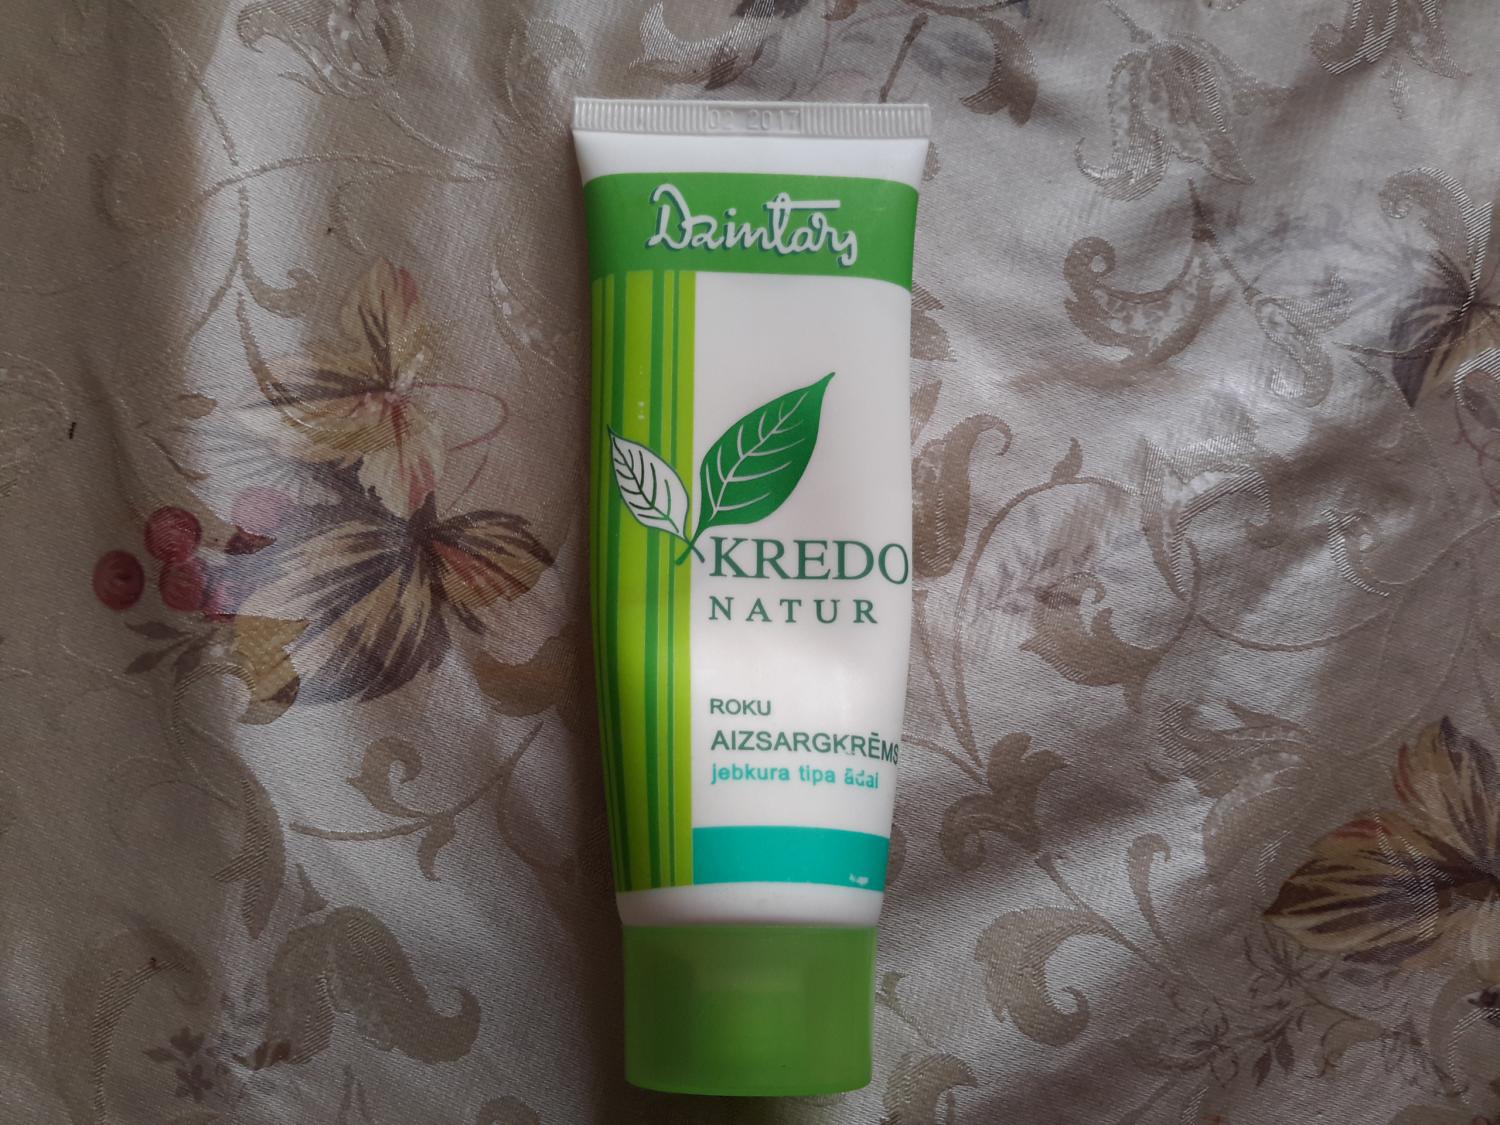 02 2017
Dzintars
KREDO
NATUR
ROKU
AIZSARGKRĒMS
jebkura tipa ādai